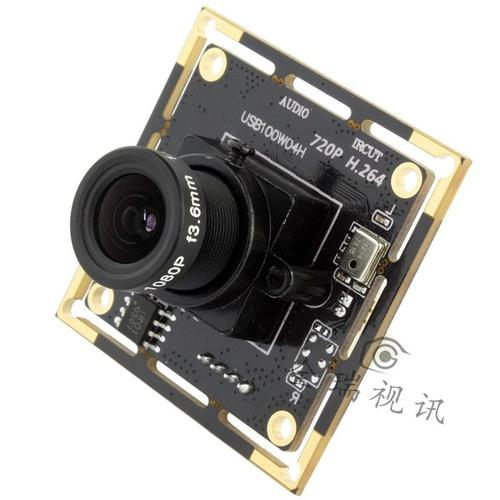 AUDIO
IRCUT
USB100W04H
720P H.264
1080P f3.6mm
瑞视讯